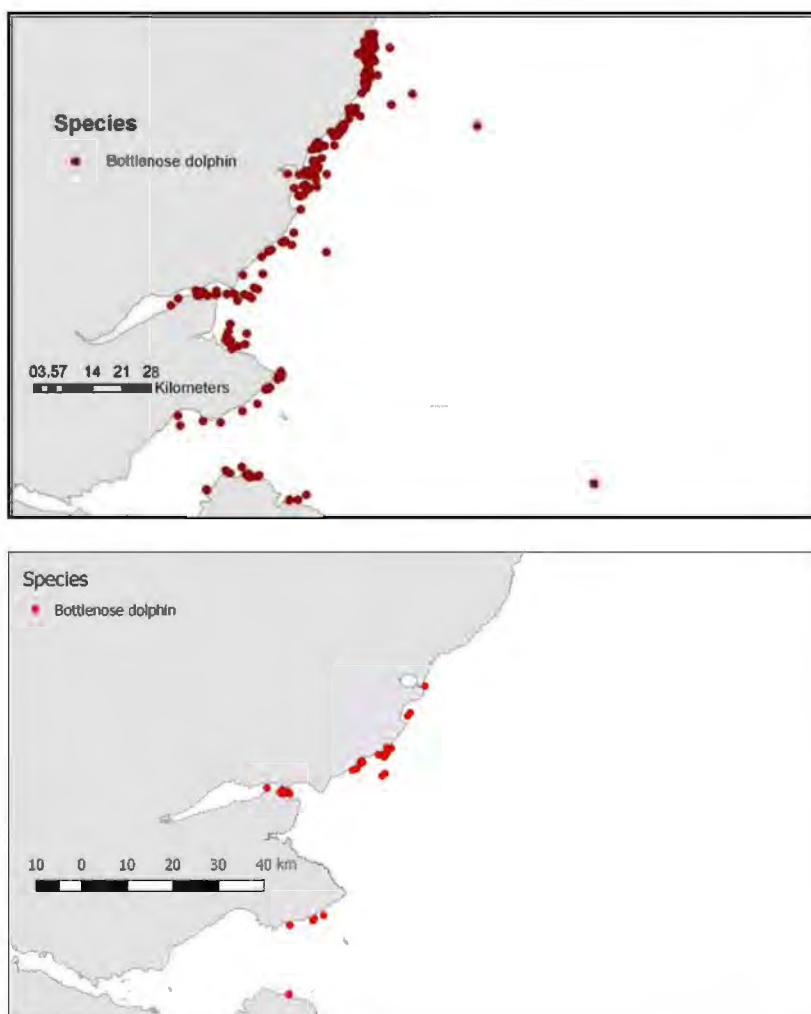 Species
Bottlenose dolphin
03.57 14 21 28
Kilometers
Species
Bottlenose dolphin
10 0 10 20 30 40 km